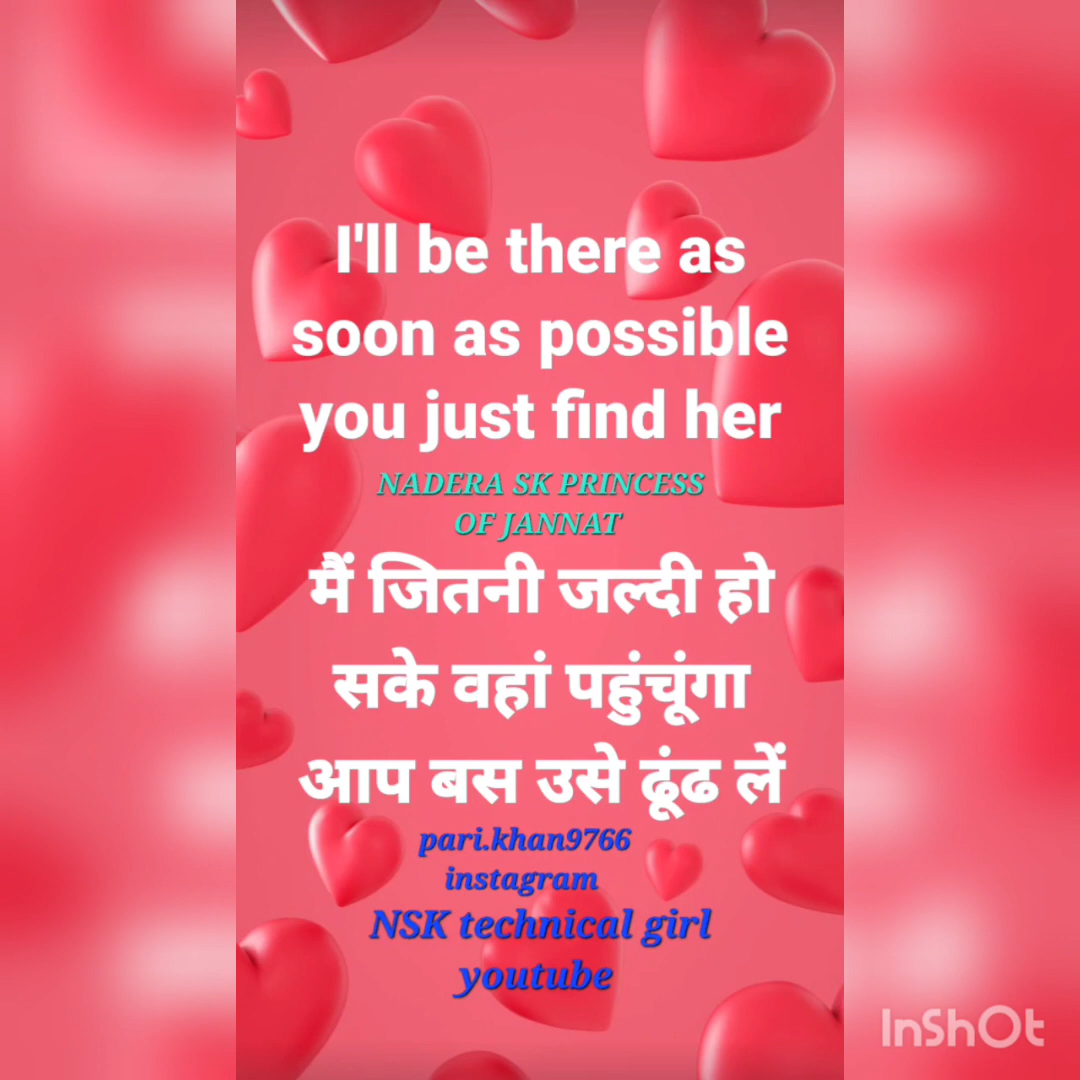 I'll be there as
soon as possible
you just find her
NADERA SK PRINCESS
OF JANNAT
मैं जितनी जल्दी हो
सके वहां पहुंचूंगा
आप बस उसे ढूंढ लें
pari.khan9766
instagram
NSK technical girl
youtube
InShOt